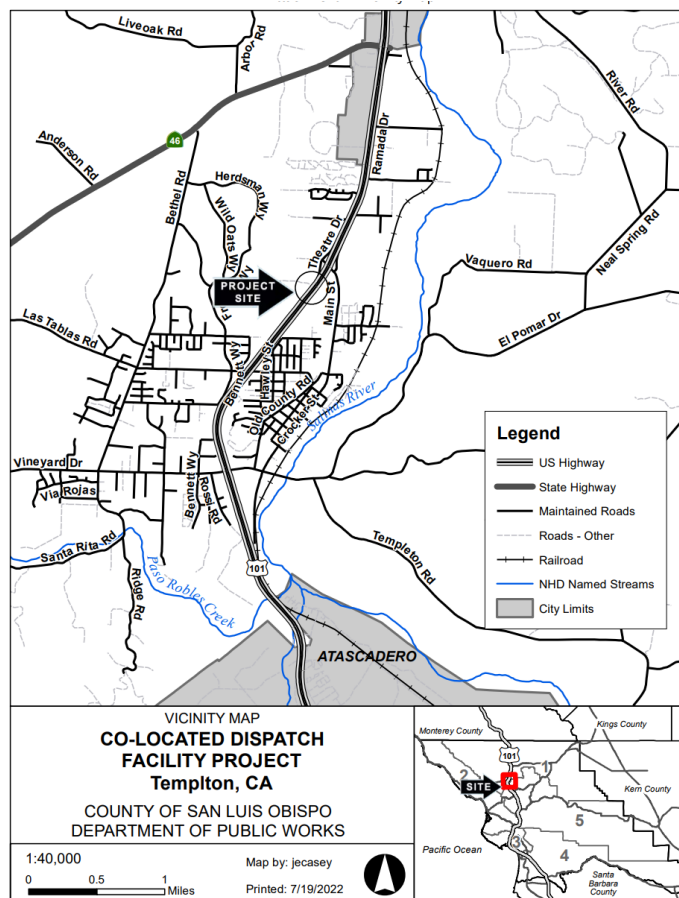 Liveoak Rd
Arbor Rd
River Rd
46
Anderson Rd
Bethel Rd
Ramada Dr
Herdsman Wy
Wild Oats Wy
Theatre Dr
Neal Spring Rd
Vaquero Rd
PROJECT
SITE
Main St
Las Tablas Rd
El Pomar Dr
Bennett Wy
Hawley St
Old County Rd
Crocker St
Salinas River
Legend
US Highway
State Highway
Maintained Roads
Roads - Other
Railroad
NHD Named Streams
City Limits
Vineyard Dr
Via Rojas
Bennett Wy
Rossi Rd
Santa Rita Rd
Paso Robles Creek
Ridge Rd
Templeton Rd
101
ATASCADERO
VICINITY MAP
CO-LOCATED DISPATCH
FACILITY PROJECT
Templton, CA
COUNTY OF SAN LUIS OBISPO
DEPARTMENT OF PUBLIC WORKS
1:40,000
0 0.5 1
Miles
Map by: jecasey
Printed: 7/19/2022
Monterey County
Kings County
101
1
2
SITE
Kern County
5
3
4
Pacific Ocean
Santa
Barbara
County